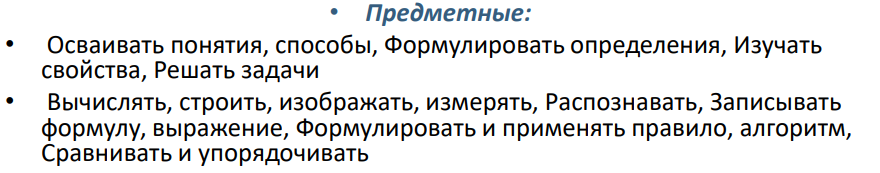 • Предметные:
• Осваивать понятия, способы, Формулировать определения, Изучать
свойства, Решать задачи
• Вычислять, строить, изображать, измерять, Распознавать, Записывать
формулу, выражение, Формулировать и применять правило, алгоритм,
Сравнивать и упорядочивать